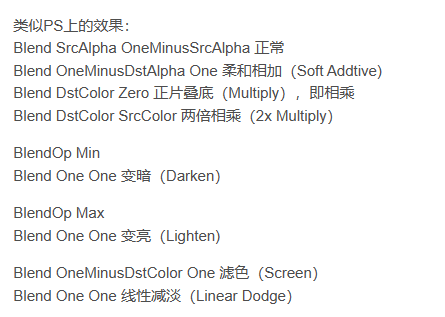 类似PS上的效果：
Blend SrcAlpha OneMinusSrcAlpha 正常
Blend OneMinusDstAlpha One 柔和相加（Soft Addtive）
Blend DstColor Zero 正片叠底（Multiply），即相乘
Blend DstColor SrcColor 两倍相乘（2x Multiply）
BlendOp Min
Blend One One 变暗（Darken）
BlendOp Max
Blend One One 变亮（Lighten）
Blend OneMinusDstColor One 滤色（Screen）
Blend One One 线性减淡（Linear Dodge）